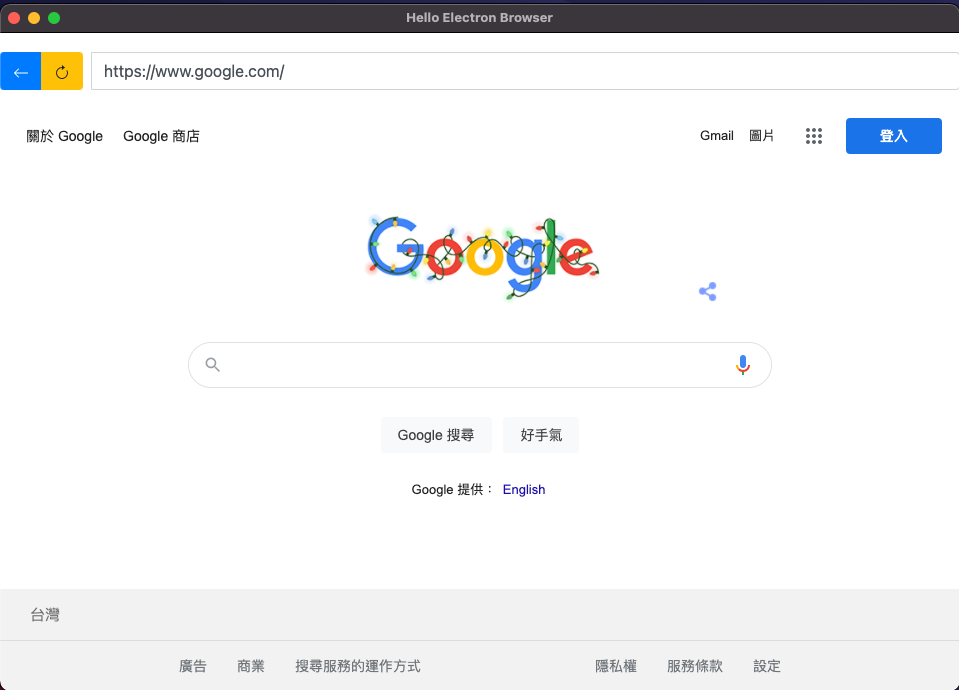 Hello Electron Browser
https://www.google.com/
關於 Google Google 商店 Gmail 圖片 登入
Google
Google 搜尋 好手氣
Google 提供： English
台灣
廣告 商業 搜尋服務的運作方式 隱私權 服務條款 設定